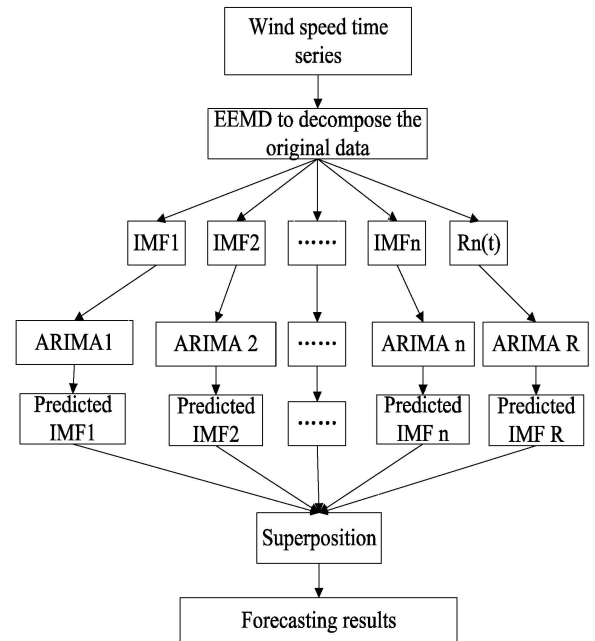 Wind speed time
series
EEMD to decompose the
original data
IMF1
IMF2
······
IMFn
Rn(t)
ARIMA1
ARIMA 2
······
ARIMA n
ARIMA R
Predicted
IMF1
Predicted
IMF2
······
Predicted
IMF n
Predicted
IMF R
Superposition
Forecasting results